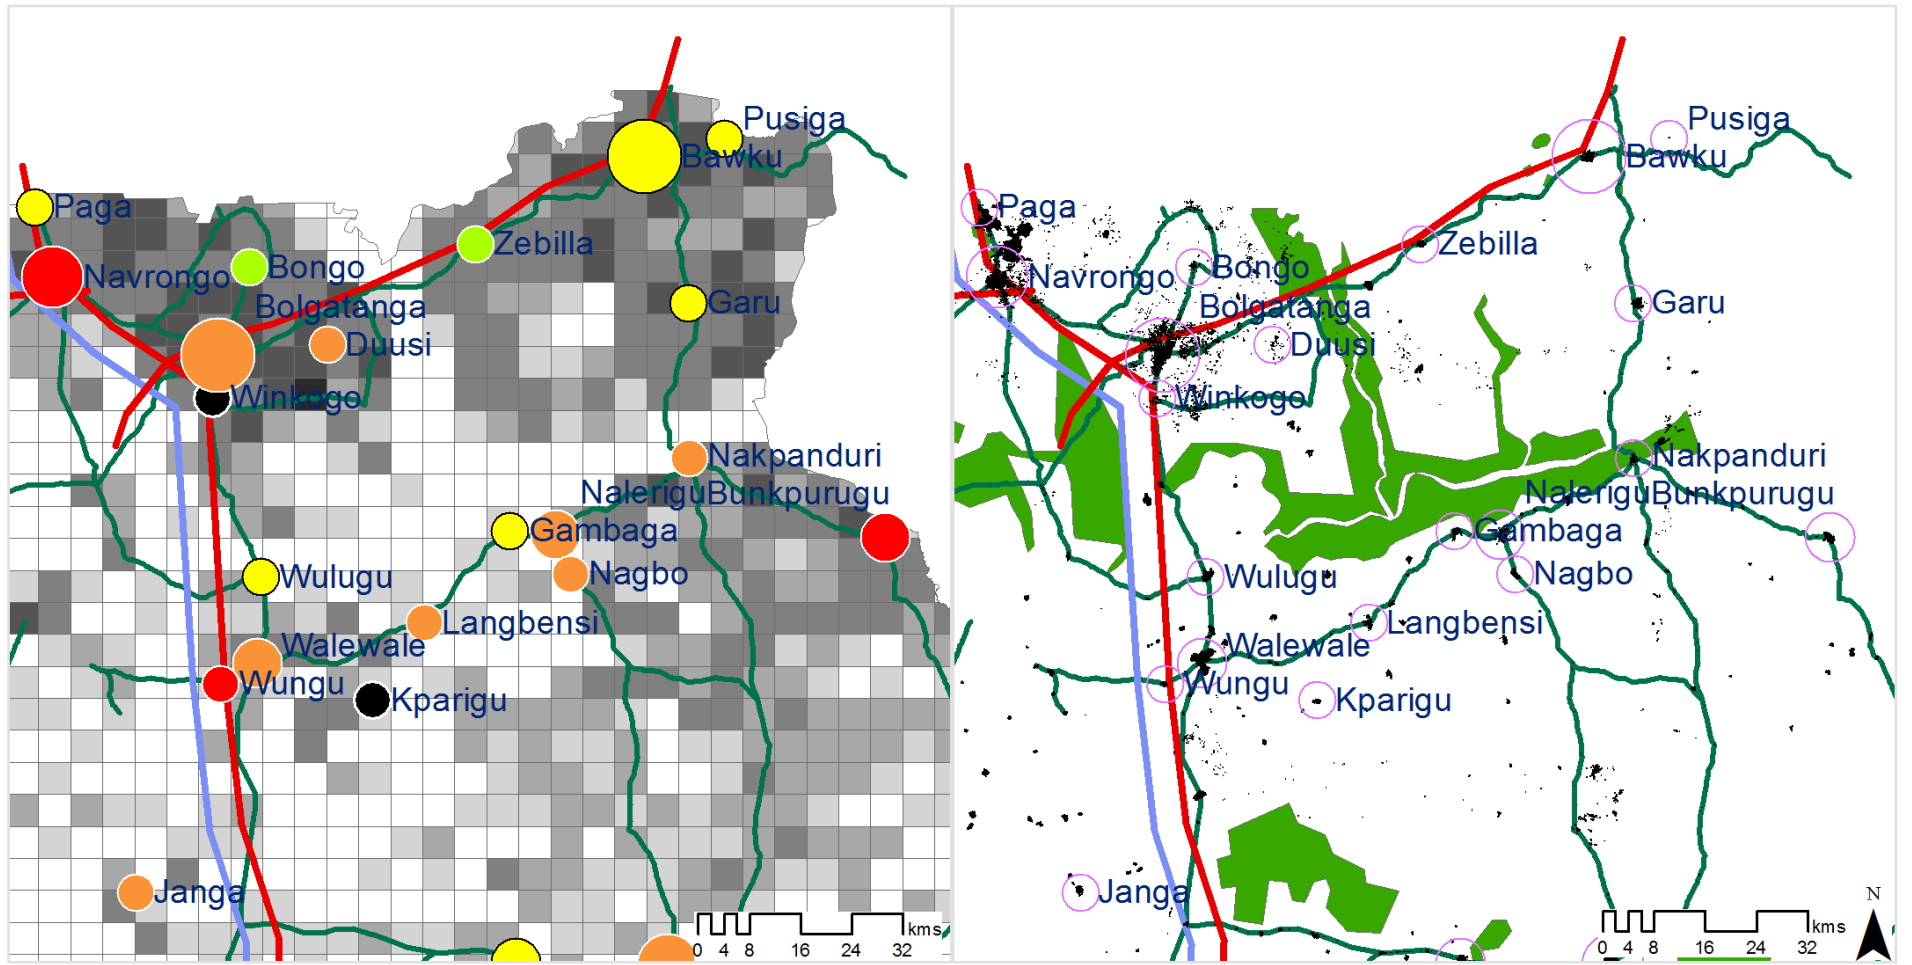 Pusiga
Bawku
Paga
Zebilla
Navrongo
Bongo
Bolgatanga
Garu
Duusi
Winkogo
Nakpanduri
NaleriguBunkpurugu
Gambaga
Wulugu
Nagbo
Langbensi
Walewale
Wungu
Kparigu
Janga
kms
0 4 8 16 24 32
Pusiga
Bawku
Paga
Zebilla
Navrongo
Bongo
Bolgatanga
Garu
Duusi
Winkogo
Nakpanduri
NaleriguBunkpurugu
Gambaga
Wulugu
Nagbo
Langbensi
Walewale
Wungu
Kparigu
Janga
N
kms
0 4 8 16 24 32